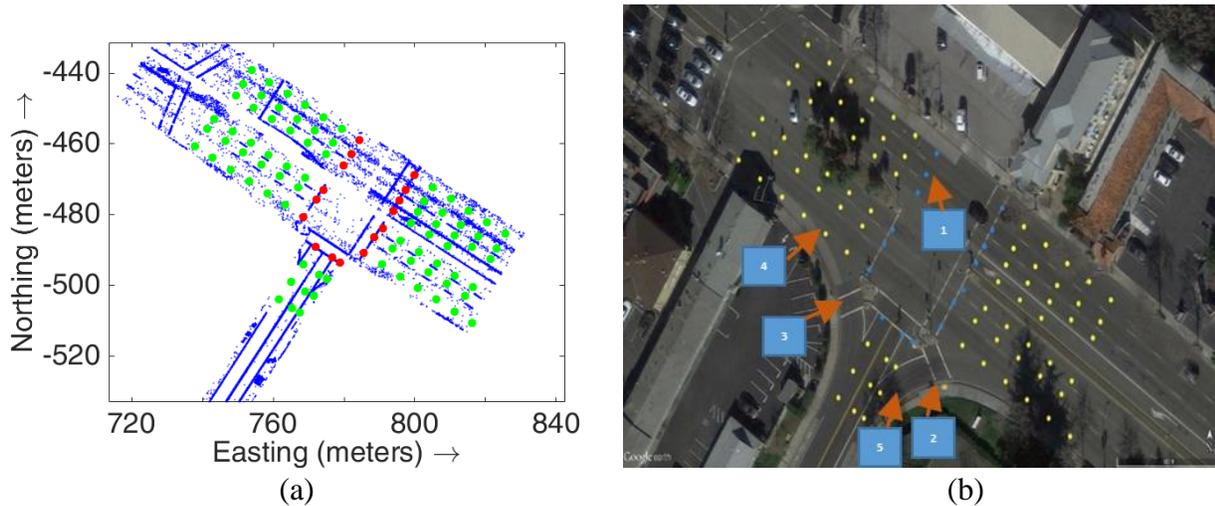 -440
-460
-480
-500
-520
Northing (meters) →
720 760 800 840
Easting (meters) →
(a)
1
4
3
5
2
Google earth
(b)